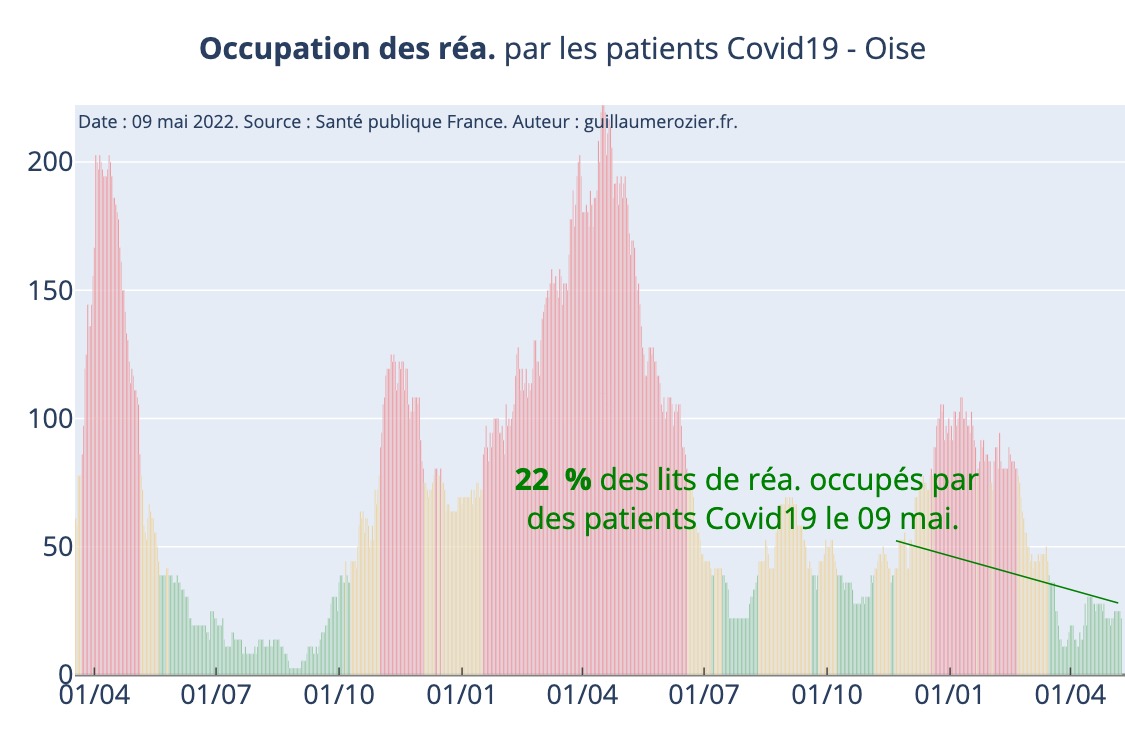 Occupation des réa. par les patients Covid19 - Oise
Date : 09 mai 2022. Source : Santé publique France. Auteur : guillaumerozier.fr.
200
150
100
22 % des lits de réa. occupés par
des patients Covid19 le 09 mai.
50
0
01/04 01/07 01/10 01/01 01/04 01/07 01/10 01/01 01/04